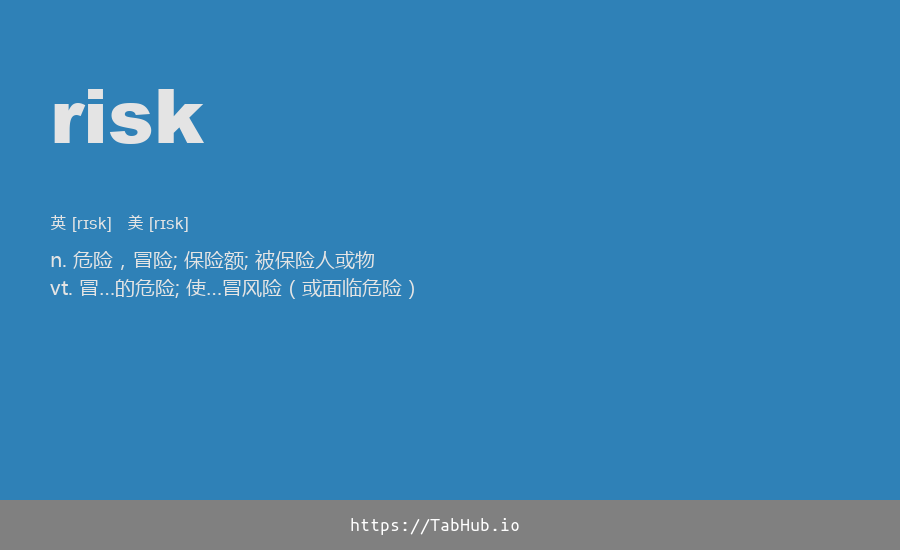 risk
英 [rɪsk] 美 [rɪsk]
n. 危险，冒险; 保险额; 被保险人或物
vt. 冒…的危险; 使…冒风险（或面临危险）
https://TabHub.io